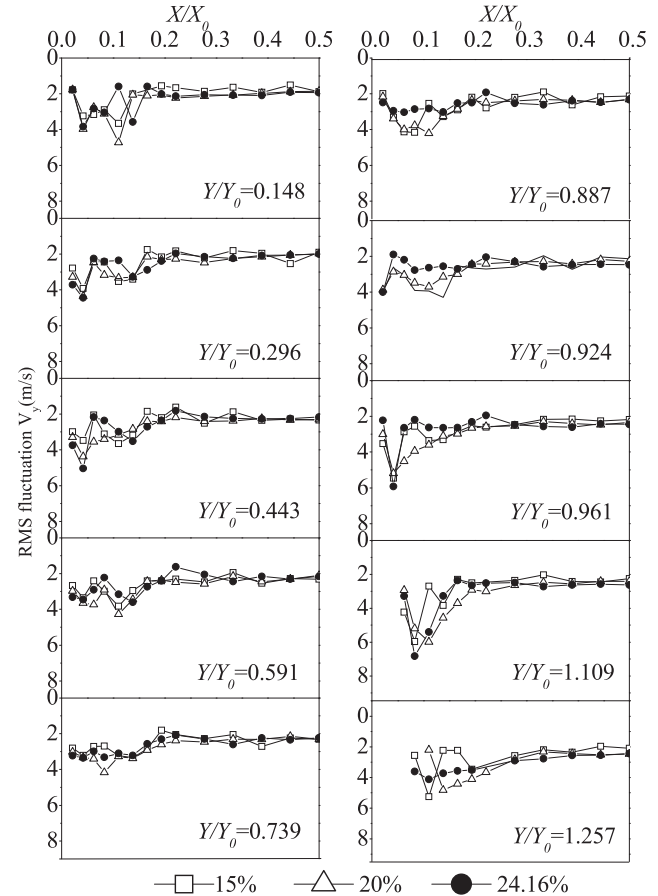 X/X0 X/X0
0.0 0.1 0.2 0.3 0.4 0.5 0.0 0.1 0.2 0.3 0.4 0.5
0 0
2 2
4 4
6 6
8 8
Y/Y0=0.148 Y/Y0=0.887
0 0
2 2
4 4
6 6
8 8
Y/Y0=0.296 Y/Y0=0.924
0 0
2 2
4 4
6 6
8 8
Y/Y0=0.443 Y/Y0=0.961
RMS fluctuation Vy(m/s)
0 0
2 2
4 4
6 6
8 8
Y/Y0=0.591 Y/Y0=1.109
0 0
2 2
4 4
6 6
8 8
Y/Y0=0.739 Y/Y0=1.257
15% 20% 24.16%